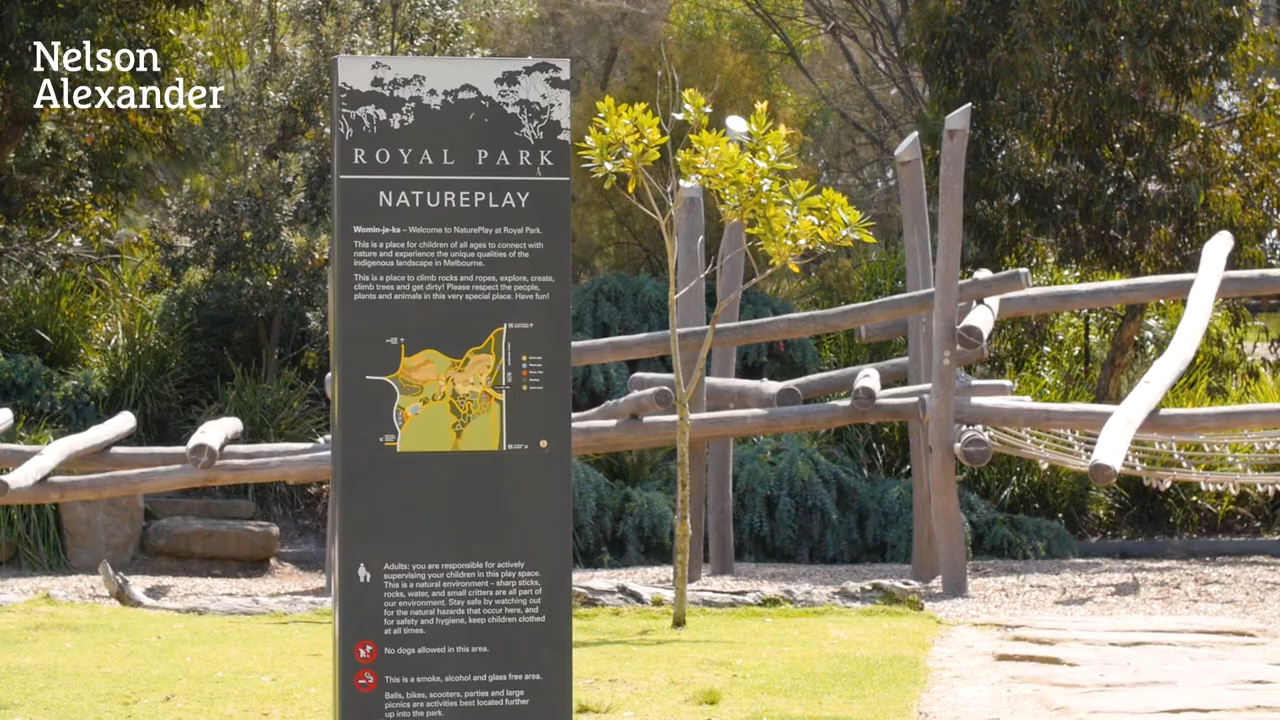 Nelson
Alexander
ROYAL PARK
NATUREPLAY
Womin-je-ka – Welcome to NaturePlay at Royal Park.
This is a place for children of all ages to connect with
nature and experience the unique qualities of the
indigenous landscape in Melbourne.
This is a place to climb rocks and ropes, explore, create,
climb trees and get dirty! Please respect the people,
plants and animals in this very special place. Have fun!
Adults: you are responsible for actively
supervising your children in this play space.
This is a natural environment – sharp sticks,
rocks, water, and small critters are all part of
our environment. Stay safe by watching out
for the natural hazards that occur here, and
for safety and hygiene, keep children clothed
at all times.
No dogs allowed in this area.
This is a smoke, alcohol and glass free area.
Balls, bikes, scooters, parties and large
picnics are activities best located further
up into the park.